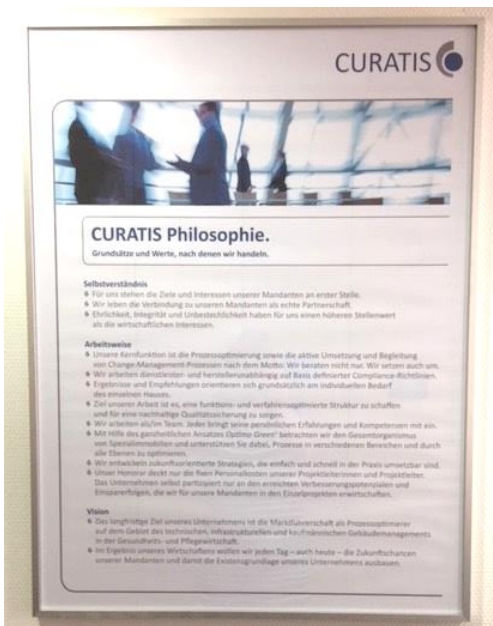 CURATIS
CURATIS Philosophie.
Grundsätze und Werte, nach denen wir handeln.
Selbstverständnis
Für uns stehen die Ziele und Interessen unserer Mandanten an erster Stelle.
Wir leben die Verbindung zu unseren Mandanten als echte Partnerschaft.
Ehrlichkeit, Integrität und Unbestechlichkeit haben für uns einen höheren Stellenwert
als die wirtschaftlichen Interessen.
Arbeitsweise
Unsere Kernfunktion ist die Prozessoptimierung sowie die aktive Umsetzung und Begleitung
von Change-Management-Prozessen nach dem Motto: Wir beraten nicht nur. Wir setzen auch um.
Wir arbeiten dienstleister- und herstellerunabhängig auf Basis definierter Compliance-Richtlinien.
Ergebnisse und Empfehlungen orientieren sich grundsätzlich am individuellen Bedarf
des einzelnen Hauses.
Ziel unserer Arbeit ist es, eine funktions- und verfahrensoptimierte Struktur zu schaffen
und für eine nachhaltige Qualitätssicherung zu sorgen.
Wir arbeiten als/im Team. Jeder bringt seine persönlichen Erfahrungen und Kompetenzen mit ein.
Mit Hilfe des ganzheitlichen Ansatzes Optimo Green® betrachten wir den Gesamtorganismus
von Spezialimmobilien und unterstützen Sie dabei, Prozesse in verschiedenen Bereichen und durch
alle Ebenen zu optimieren.
Wir entwickeln zukunftsorientierte Strategien, die einfach und schnell in der Praxis umsetzbar sind.
Unser Honorar deckt nur die fixen Personalkosten unserer Projektleiterinnen und Projektleiter.
Das Unternehmen selbst partizipiert nur an den erreichten Verbesserungspotenzialen und
Einsparerfolgen, die wir für unsere Mandanten in den Einzelprojekten erwirtschaften.
Vision
Das langfristige Ziel unseres Unternehmens ist die Marktführerschaft als Prozessoptimierer
auf dem Gebiet des technischen, infrastrukturellen und kaufmännischen Gebäudemanagements
in der Gesundheits- und Pflegewirtschaft.
Im Ergebnis unseres Wirtschaftens wollen wir jeden Tag – auch heute – die Zukunftschancen
unserer Mandanten und damit die Existenzgrundlage unseres Unternehmens ausbauen.